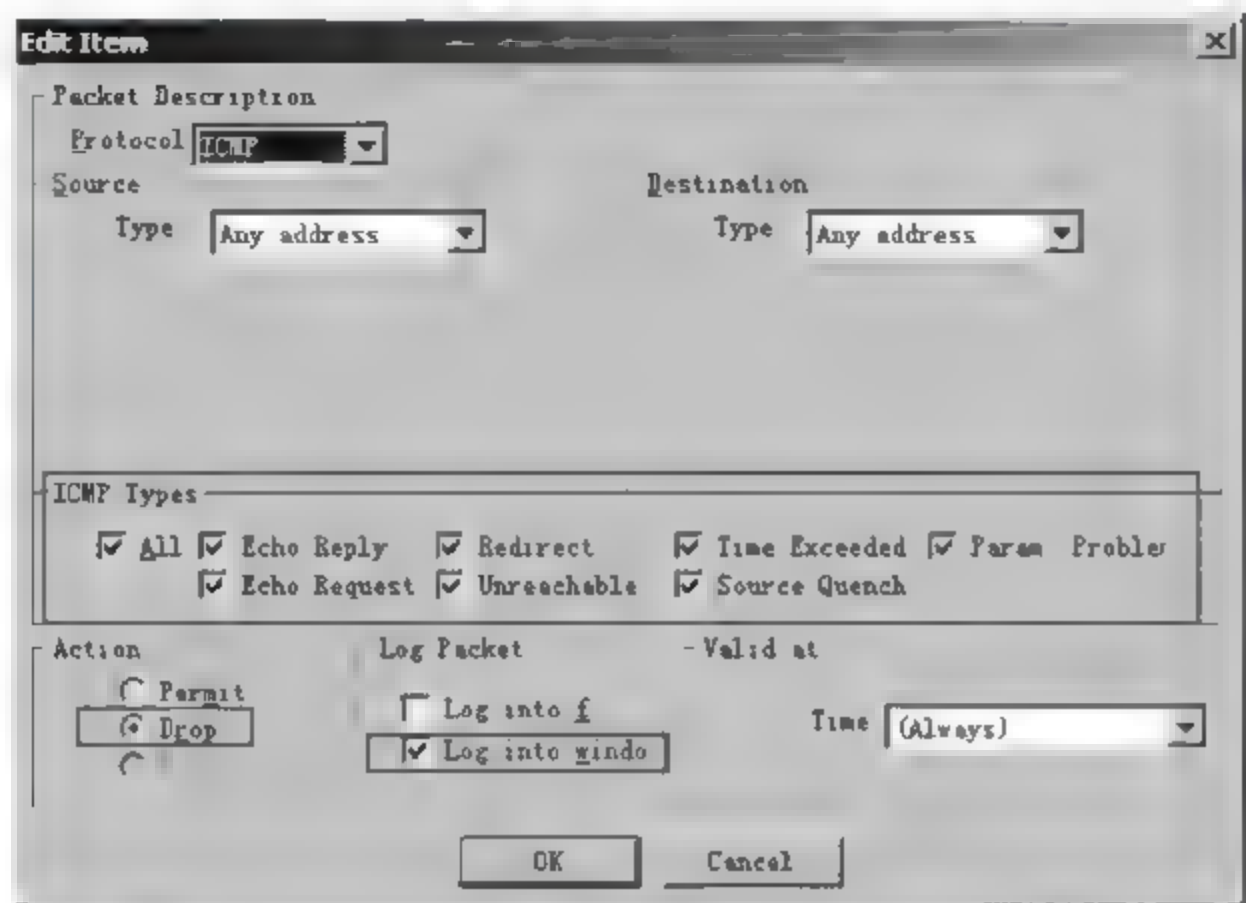 Edit Item
Packet Description
Protocol ICMP
Source
Destination
Type Any address
Type Any address
ICMP Types
All Echo Reply Redirect Time Exceeded Param Problem
Echo Request Unreachable Source Quench
Action
Log Packet
Valid at
Permit
Drop
Log into f
Log into windo
Time (Always)
OK Cancel